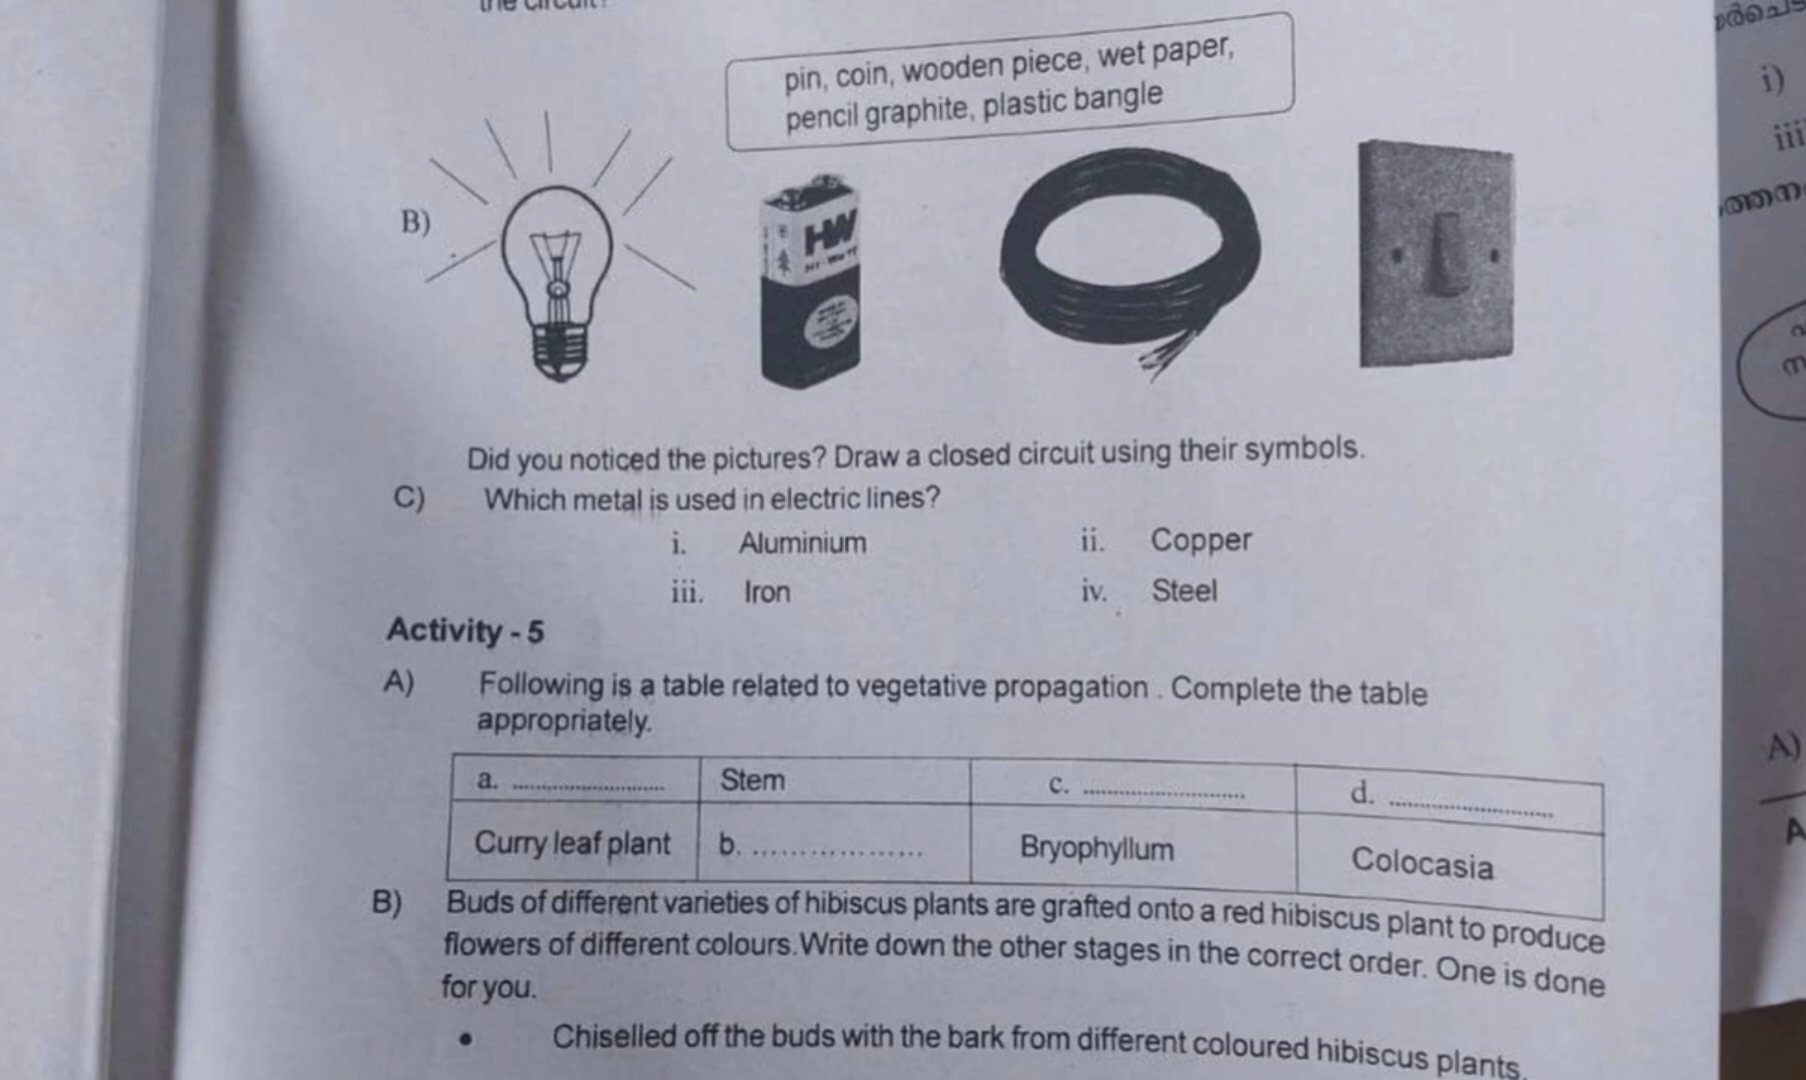 the circuit?
pin, coin, wooden piece, wet paper,
pencil graphite, plastic bangle
B)
HW
Hi-Watt
Did you noticed the pictures? Draw a closed circuit using their symbols.
C) Which metal is used in electric lines?
i. Aluminium ii. Copper
iii. Iron iv. Steel
Activity - 5
A) Following is a table related to vegetative propagation . Complete the table
appropriately.
a. ............................ Stem c. ............................ d. ............................
Curry leaf plant b. .................. Bryophyllum Colocasia
B) Buds of different varieties of hibiscus plants are grafted onto a red hibiscus plant to produce
flowers of different colours.Write down the other stages in the correct order. One is done
for you.
• Chiselled off the buds with the bark from different coloured hibiscus plants.
i)
iii
A)
A